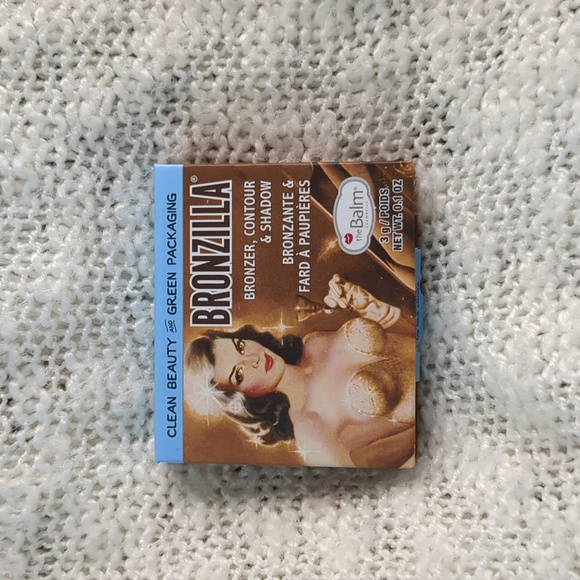 CLEAN BEAUTY AND GREEN PACKAGING
BRONZILLA®
BRONZER, CONTOUR
& SHADOW
BRONZANTE &
FARD À PAUPIÈRES
theBalm®
COSMETICS
3 g / POIDS.
NET WT. 0.1 OZ